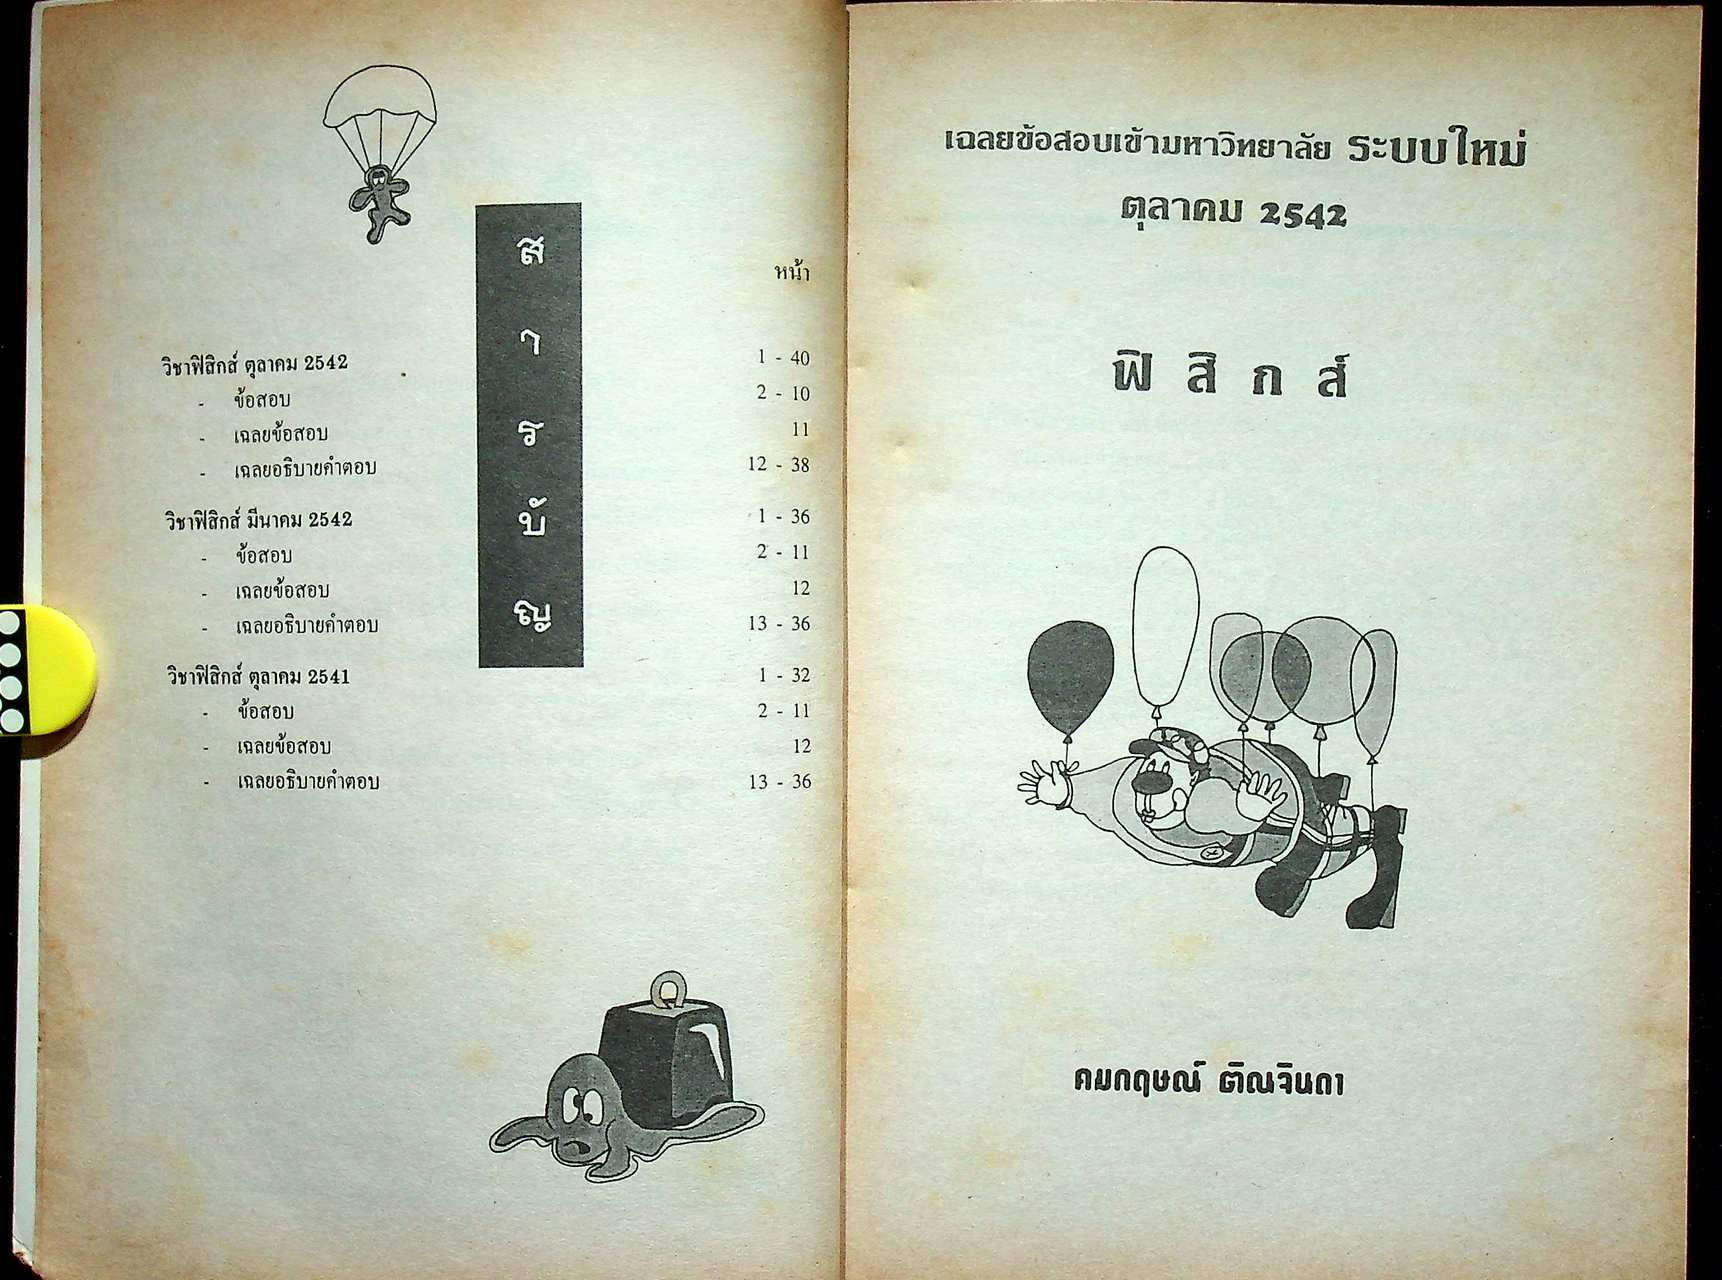 สารบัญ
หน้า
วิชาฟิสิกส์ ตุลาคม 2542 1 - 40
- ข้อสอบ 2 - 10
- เฉลยข้อสอบ 11
- เฉลยอธิบายคำตอบ 12 - 38
วิชาฟิสิกส์ มีนาคม 2542 1 - 36
- ข้อสอบ 2 - 11
- เฉลยข้อสอบ 12
- เฉลยอธิบายคำตอบ 13 - 36
วิชาฟิสิกส์ ตุลาคม 2541 1 - 32
- ข้อสอบ 2 - 11
- เฉลยข้อสอบ 12
- เฉลยอธิบายคำตอบ 13 - 36
เฉลยข้อสอบเข้ามหาวิทยาลัย ระบบใหม่
ตุลาคม 2542
ฟิสิกส์
คมกฤษณ์ ติณจินดา